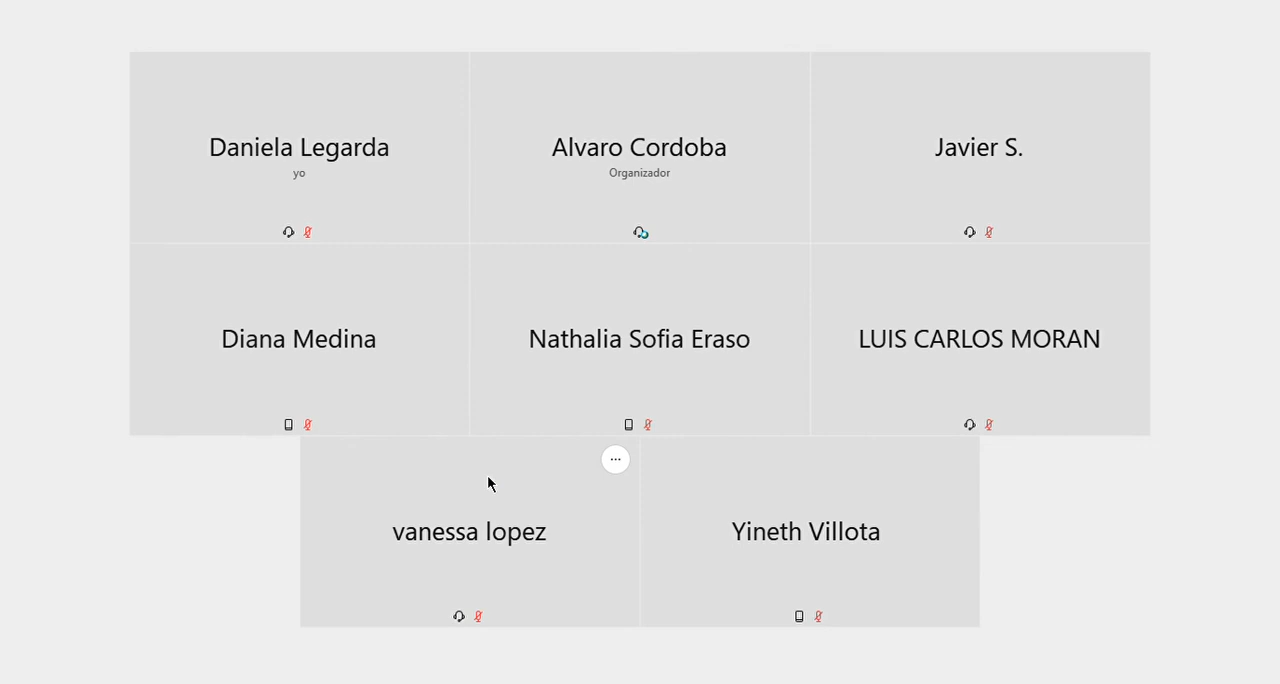 Daniela Legarda
yo
Alvaro Cordoba
Organizador
Javier S.
Diana Medina
Nathalia Sofia Eraso
LUIS CARLOS MORAN
vanessa lopez
Yineth Villota